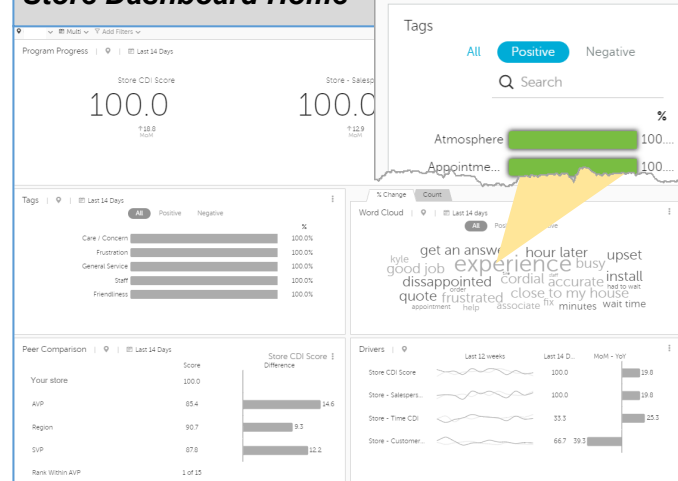 Store Dashboard Home
Multi Add Filters
Program Progress | | Last 14 Days
Store CDI Score
100.0
↑18.8
MoM
Store - Salesp
100.0
↑12.9
MoM
Tags
All Positive Negative
Search
%
Atmosphere 100....
Appointme... 100....
Tags | | Last 14 Days
All Positive Negative
%
Care / Concern 100.0%
Frustration 100.0%
General Service 100.0%
Staff 100.0%
Friendliness 100.0%
% Change Count
Word Cloud | | Last 14 days
All
get an answer hour later upset
kyle good job experience busy
disappointed cordial accurate install
order had to wait
quote frustrated close to my house
appointment help associate fix minutes wait time
Peer Comparison | | Last 14 Days
Store CDI Score
Score Difference
Your store 100.0
AVP 85.4 14.6
Region 90.7 9.3
SVP 87.8 12.2
Rank Within AVP 1 of 15
Drivers |
Last 12 weeks Last 14 D... MoM - YoY
Store CDI Score 100.0 19.8
Store - Salespers... 100.0 19.8
Store - Time CDI 33.3 25.3
Store - Customer... 66.7 39.3